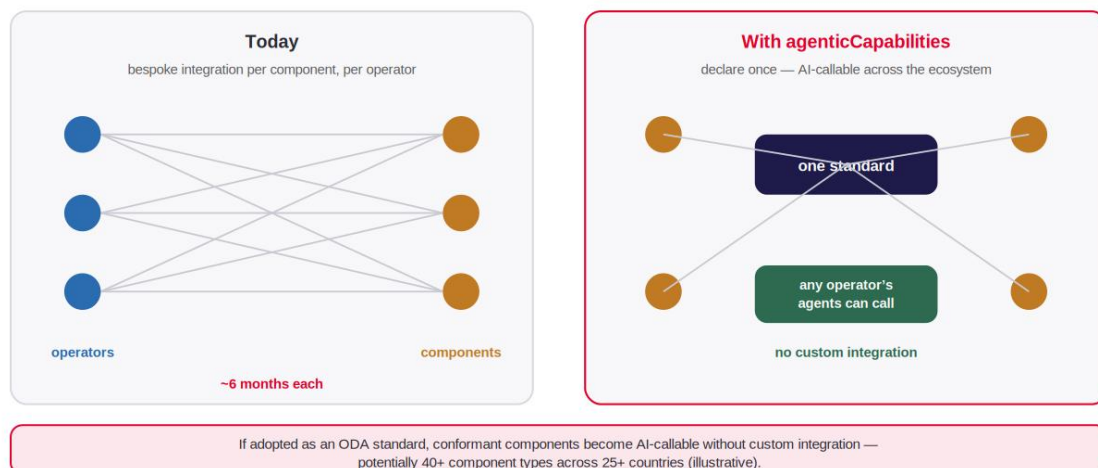 Today
bespoke integration per component, per operator
operators
components
~6 months each
With agenticCapabilities
declare once — AI-callable across the ecosystem
one standard
any operator’s
agents can call
no custom integration
If adopted as an ODA standard, conformant components become AI-callable without custom integration —
potentially 40+ component types across 25+ countries (illustrative).